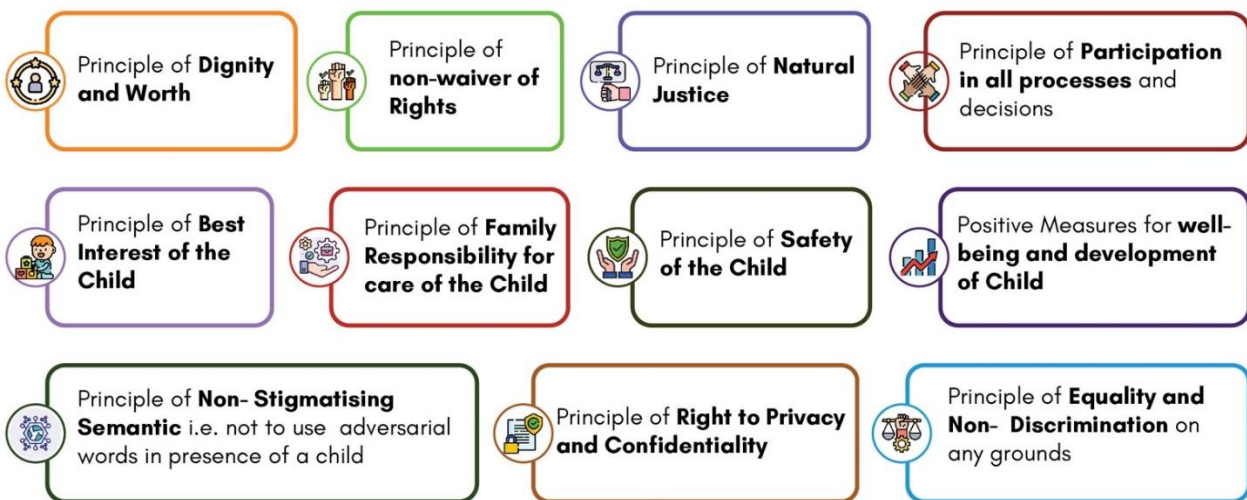 Principle of Dignity
and Worth
Principle of
non-waiver of
Rights
Principle of Natural
Justice
Principle of Participation
in all processes and
decisions
Principle of Best
Interest of the
Child
Principle of Family
Responsibility for
care of the Child
Principle of Safety
of the Child
Positive Measures for well-
being and development
of Child
Principle of Non- Stigmatising
Semantic i.e. not to use adversarial
words in presence of a child
Principle of Right to Privacy
and Confidentiality
Principle of Equality and
Non- Discrimination on
any grounds